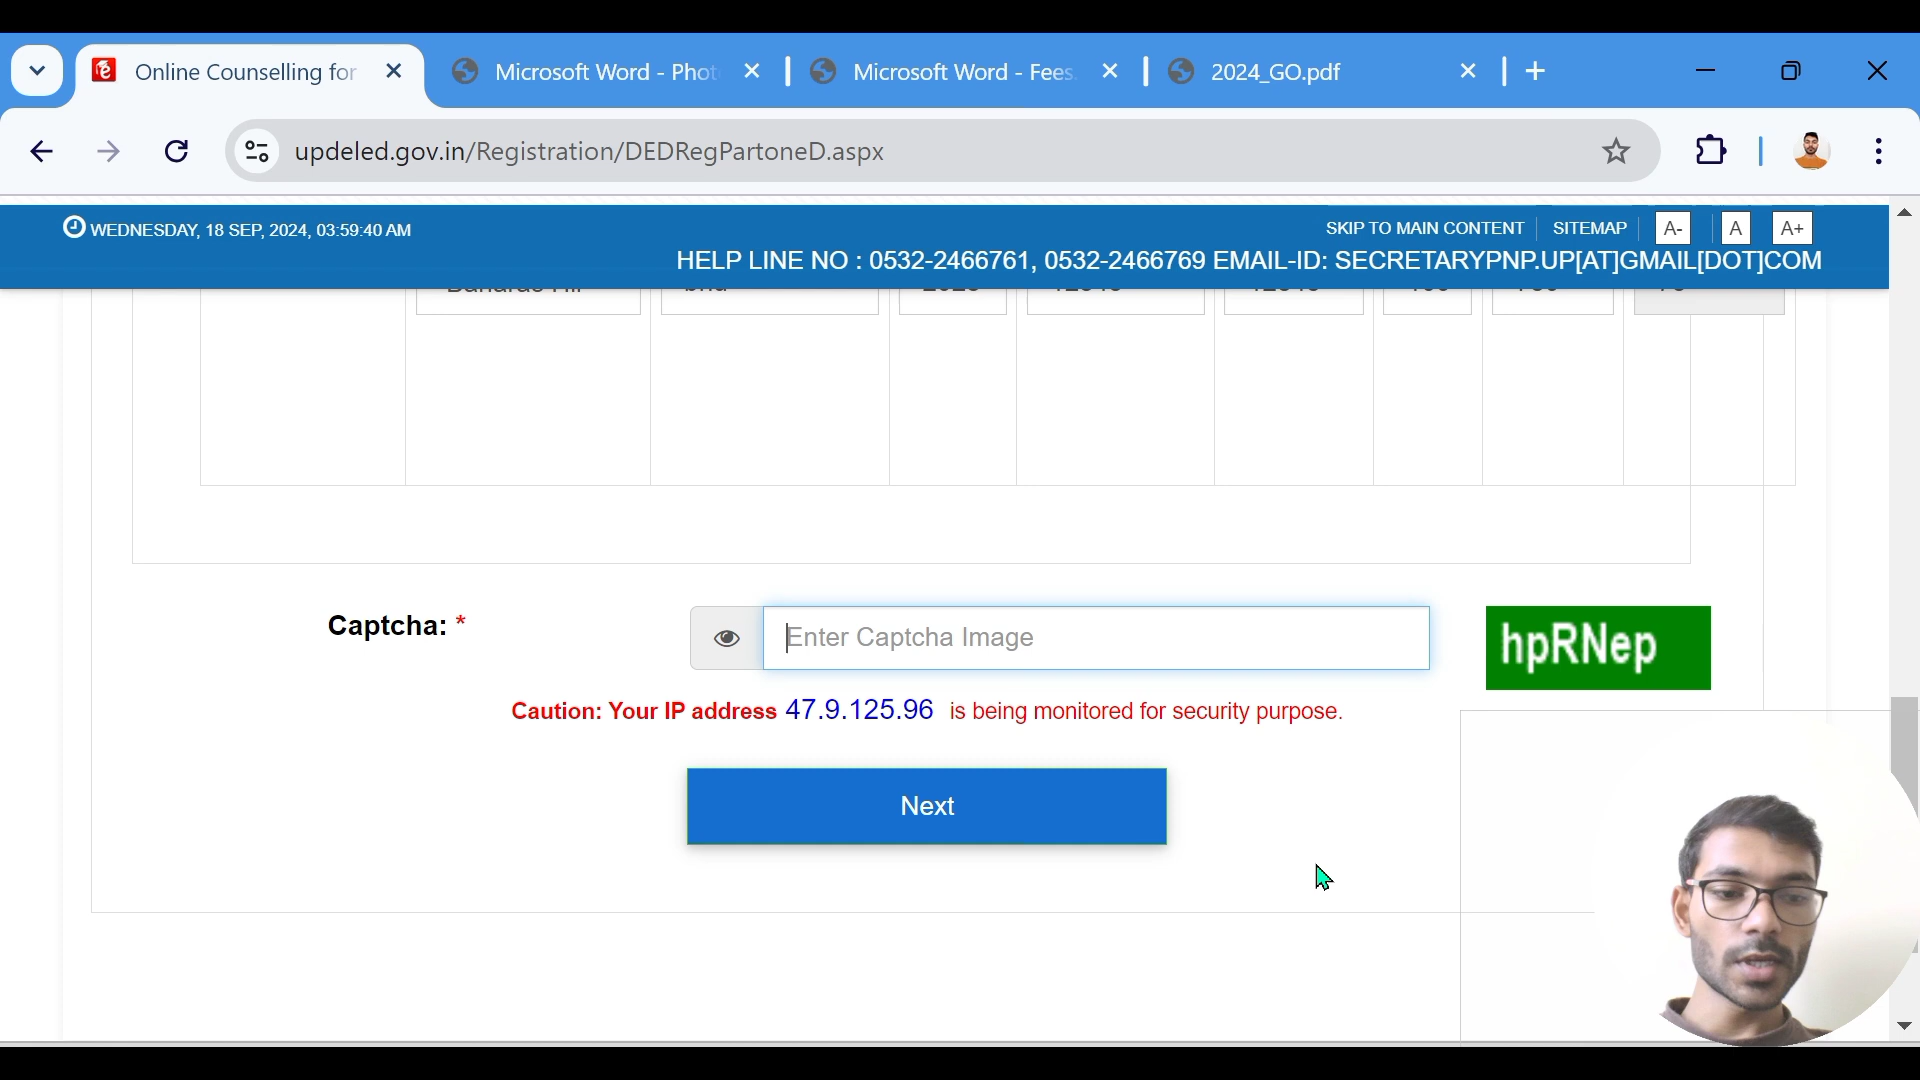 Online Counselling for
Microsoft Word - Phot
Microsoft Word - Fees.
2024_GO.pdf
updeled.gov.in/Registration/DEDRegPartoneD.aspx
WEDNESDAY, 18 SEP, 2024, 03:59:40 AM
SKIP TO MAIN CONTENT
SITEMAP
A-
A
A+
HELP LINE NO : 0532-2466761, 0532-2466769 EMAIL-ID: SECRETARYPNP.UP[AT]GMAIL[DOT]COM
Captcha: *
Enter Captcha Image
hpRNep
Caution: Your IP address 47.9.125.96 is being monitored for security purpose.
Next